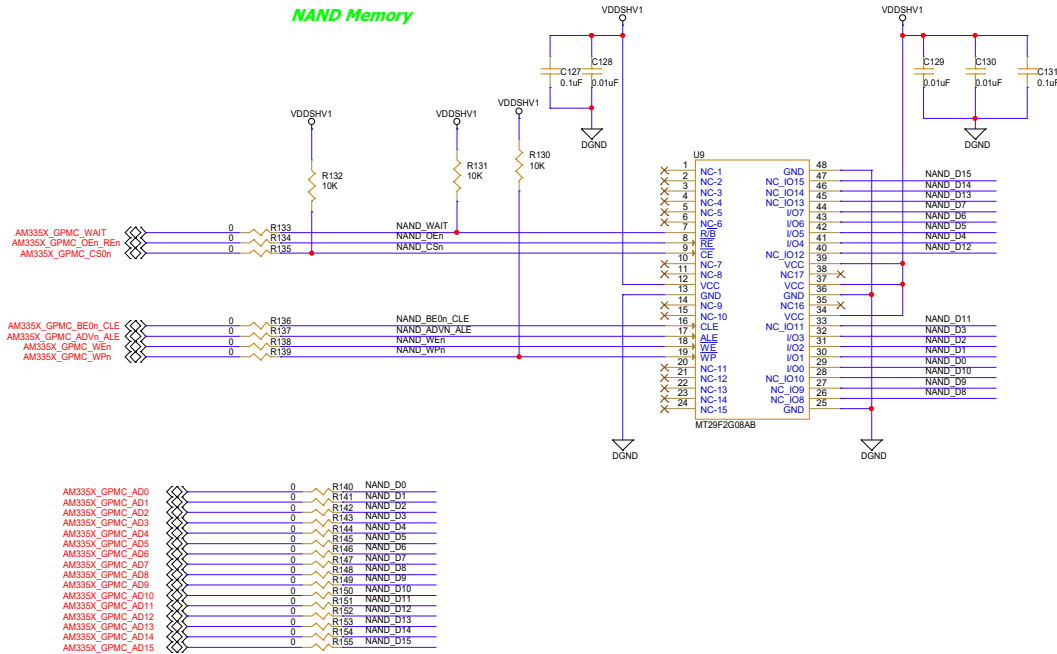 NAND Memory
VDDSHV1
VDDSHV1
C127
0.1uF
C128
0.01uF
DGND
C129
0.01uF
C130
0.01uF
C131
0.1uF
DGND
VDDSHV1
VDDSHV1
VDDSHV1
R132
10K
R131
10K
R130
10K
AM335X_GPMC_WAIT 0 R133 NAND_WAIT
AM335X_GPMC_OEn_REn 0 R134 NAND_OEn
AM335X_GPMC_CS0n 0 R135 NAND_CSn
AM335X_GPMC_BE0n_CLE 0 R136 NAND_BE0n_CLE
AM335X_GPMC_ADVn_ALE 0 R137 NAND_ADVN_ALE
AM335X_GPMC_WEn 0 R138 NAND_WEn
AM335X_GPMC_WPn 0 R139 NAND_WPn
U9
1 NC-1 GND 48
2 NC-2 NC_IO15 47 NAND_D15
3 NC-3 NC_IO14 46 NAND_D14
4 NC-4 NC_IO13 45 NAND_D13
5 NC-5 I/O7 44 NAND_D7
6 NC-6 I/O6 43 NAND_D6
7 R/B I/O5 42 NAND_D5
8 RE I/O4 41 NAND_D4
9 CE NC_IO12 40 NAND_D12
10 NC-7 VCC 39
11 NC-8 NC17 38
12 VCC VCC 37
13 GND GND 36
14 NC-9 NC16 35
15 NC-10 VCC 34
16 CLE NC_IO11 33 NAND_D11
17 ALE I/O3 32 NAND_D3
18 WE I/O2 31 NAND_D2
19 WP I/O1 30 NAND_D1
20 NC-11 I/O0 29 NAND_D0
21 NC-12 NC_IO10 28 NAND_D10
22 NC-13 NC_IO9 27 NAND_D9
23 NC-14 NC_IO8 26 NAND_D8
24 NC-15 GND 25
MT29F2G08AB
DGND
DGND
AM335X_GPMC_AD0 0 R140 NAND_D0
AM335X_GPMC_AD1 0 R141 NAND_D1
AM335X_GPMC_AD2 0 R142 NAND_D2
AM335X_GPMC_AD3 0 R143 NAND_D3
AM335X_GPMC_AD4 0 R144 NAND_D4
AM335X_GPMC_AD5 0 R145 NAND_D5
AM335X_GPMC_AD6 0 R146 NAND_D6
AM335X_GPMC_AD7 0 R147 NAND_D7
AM335X_GPMC_AD8 0 R148 NAND_D8
AM335X_GPMC_AD9 0 R149 NAND_D9
AM335X_GPMC_AD10 0 R150 NAND_D10
AM335X_GPMC_AD11 0 R151 NAND_D11
AM335X_GPMC_AD12 0 R152 NAND_D12
AM335X_GPMC_AD13 0 R153 NAND_D13
AM335X_GPMC_AD14 0 R154 NAND_D14
AM335X_GPMC_AD15 0 R155 NAND_D15